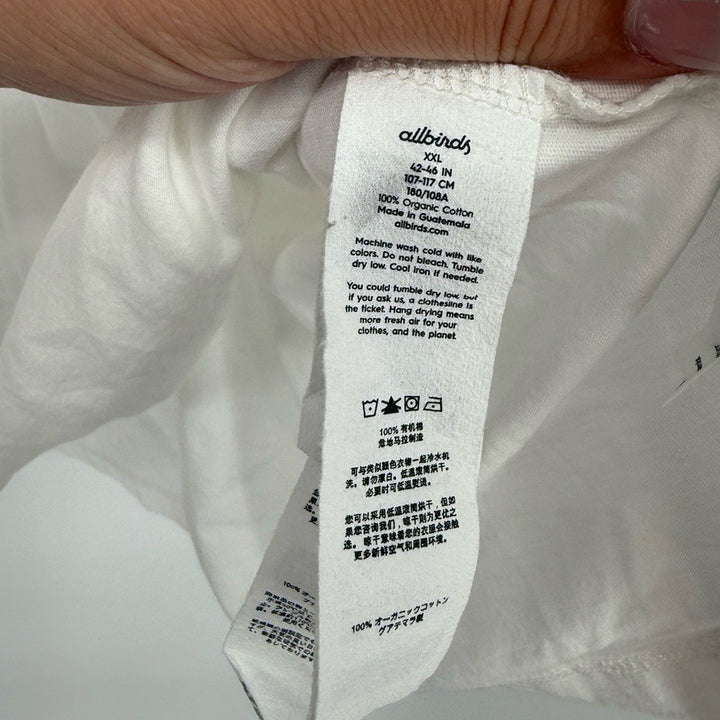 allbirds
XXL
42-46 IN
107-117 CM
180/108A
100% Organic Cotton
Made in Guatemala
allbirds.com
Machine wash cold with like
colors. Do not bleach. Tumble
dry low. Cool iron if needed.
You could tumble dry low, but
if you ask us, a clothesline is
the ticket. Hang drying means
more fresh air for your
clothes, and the planet.
100% 有机棉
危地马拉制造
可与类似颜色衣物一起冷水机
洗。请勿漂白。低温滚筒烘干。
必要时可低温熨烫。
您可以采用低温滚筒烘干，但如
果您咨询我们，晾干则为更优之
选。晾干意味着您的衣服会接触
更多新鲜空气和周围环境。
100% オーガニックコットン
グアテマラ製
100% オー